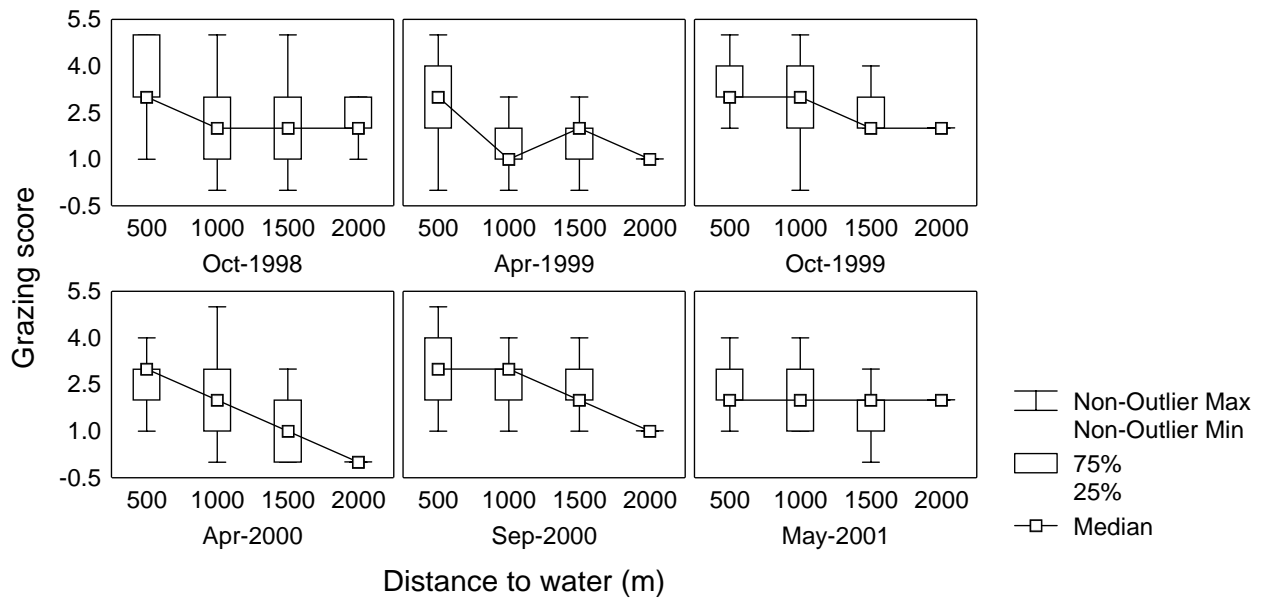 Grazing score
5.5
4.0
2.5
1.0
-0.5
500 1000 1500 2000
Oct-1998
500 1000 1500 2000
Apr-1999
500 1000 1500 2000
Oct-1999
5.5
4.0
2.5
1.0
-0.5
500 1000 1500 2000
Apr-2000
500 1000 1500 2000
Sep-2000
500 1000 1500 2000
May-2001
Distance to water (m)
Non-Outlier Max
Non-Outlier Min
75%
25%
Median